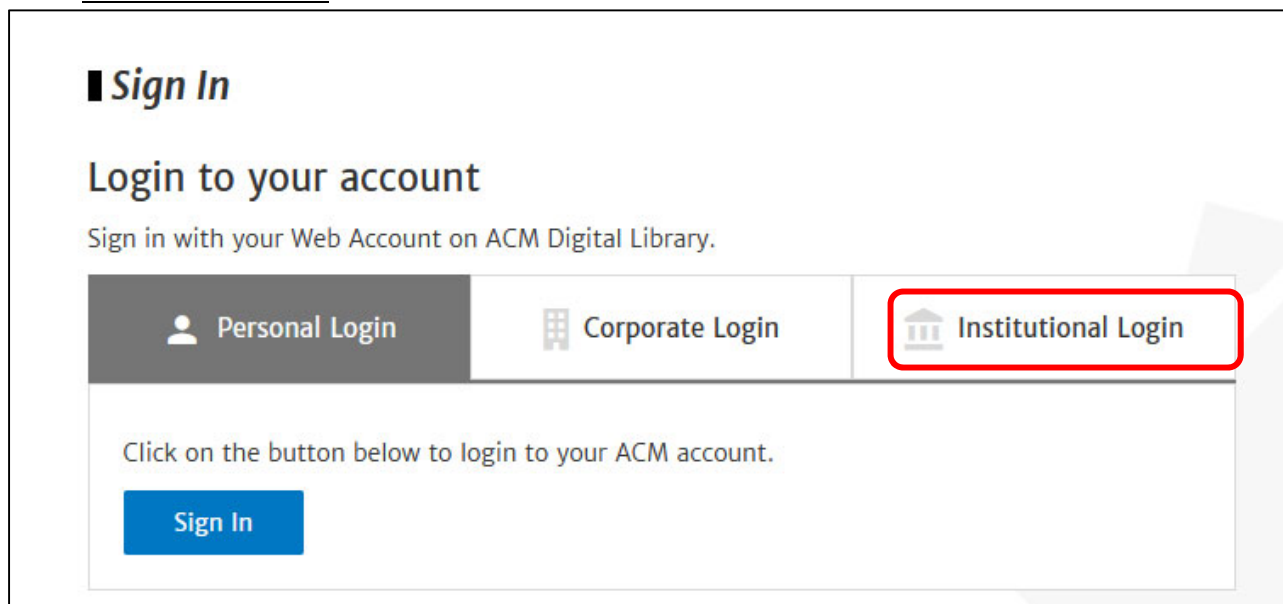 Sign In
Login to your account
Sign in with your Web Account on ACM Digital Library.
Personal Login
Corporate Login
Institutional Login
Click on the button below to login to your ACM account.
Sign In